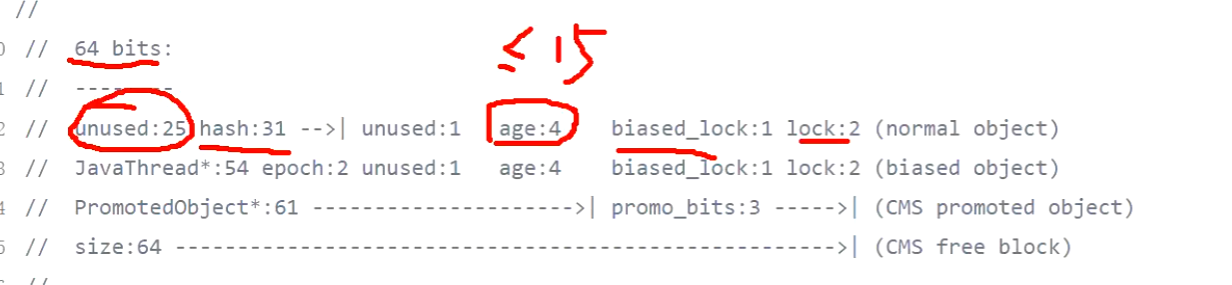 //
0 // 64 bits:
≤ 15
1 // --------
2 // unused:25 hash:31 -->| unused:1 age:4 biased_lock:1 lock:2 (normal object)
3 // JavaThread*:54 epoch:2 unused:1 age:4 biased_lock:1 lock:2 (biased object)
4 // PromotedObject*:61 --------------------->| promo_bits:3 ----->| (CMS promoted object)
5 // size:64 ----------------------------------------------------->| (CMS free block)
//